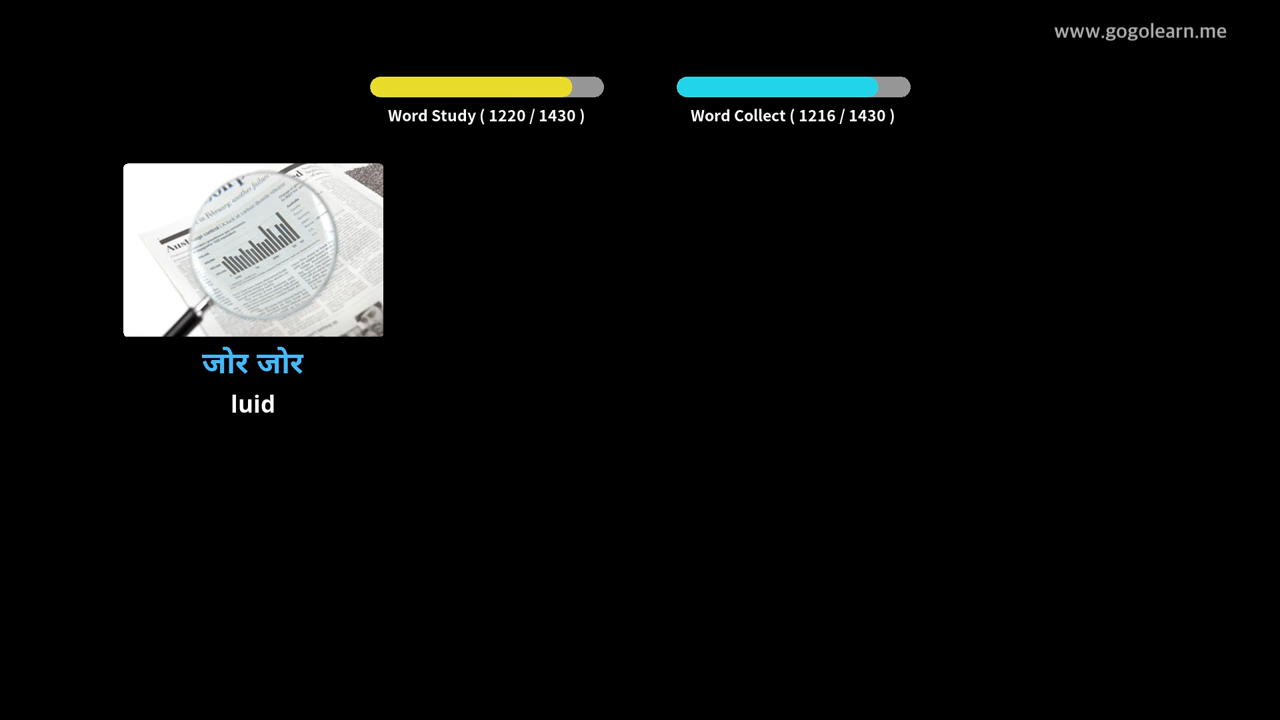 www.gogolearn.me
Word Study ( 1220 / 1430 )
Word Collect ( 1216 / 1430 )
जोर जोर
luid